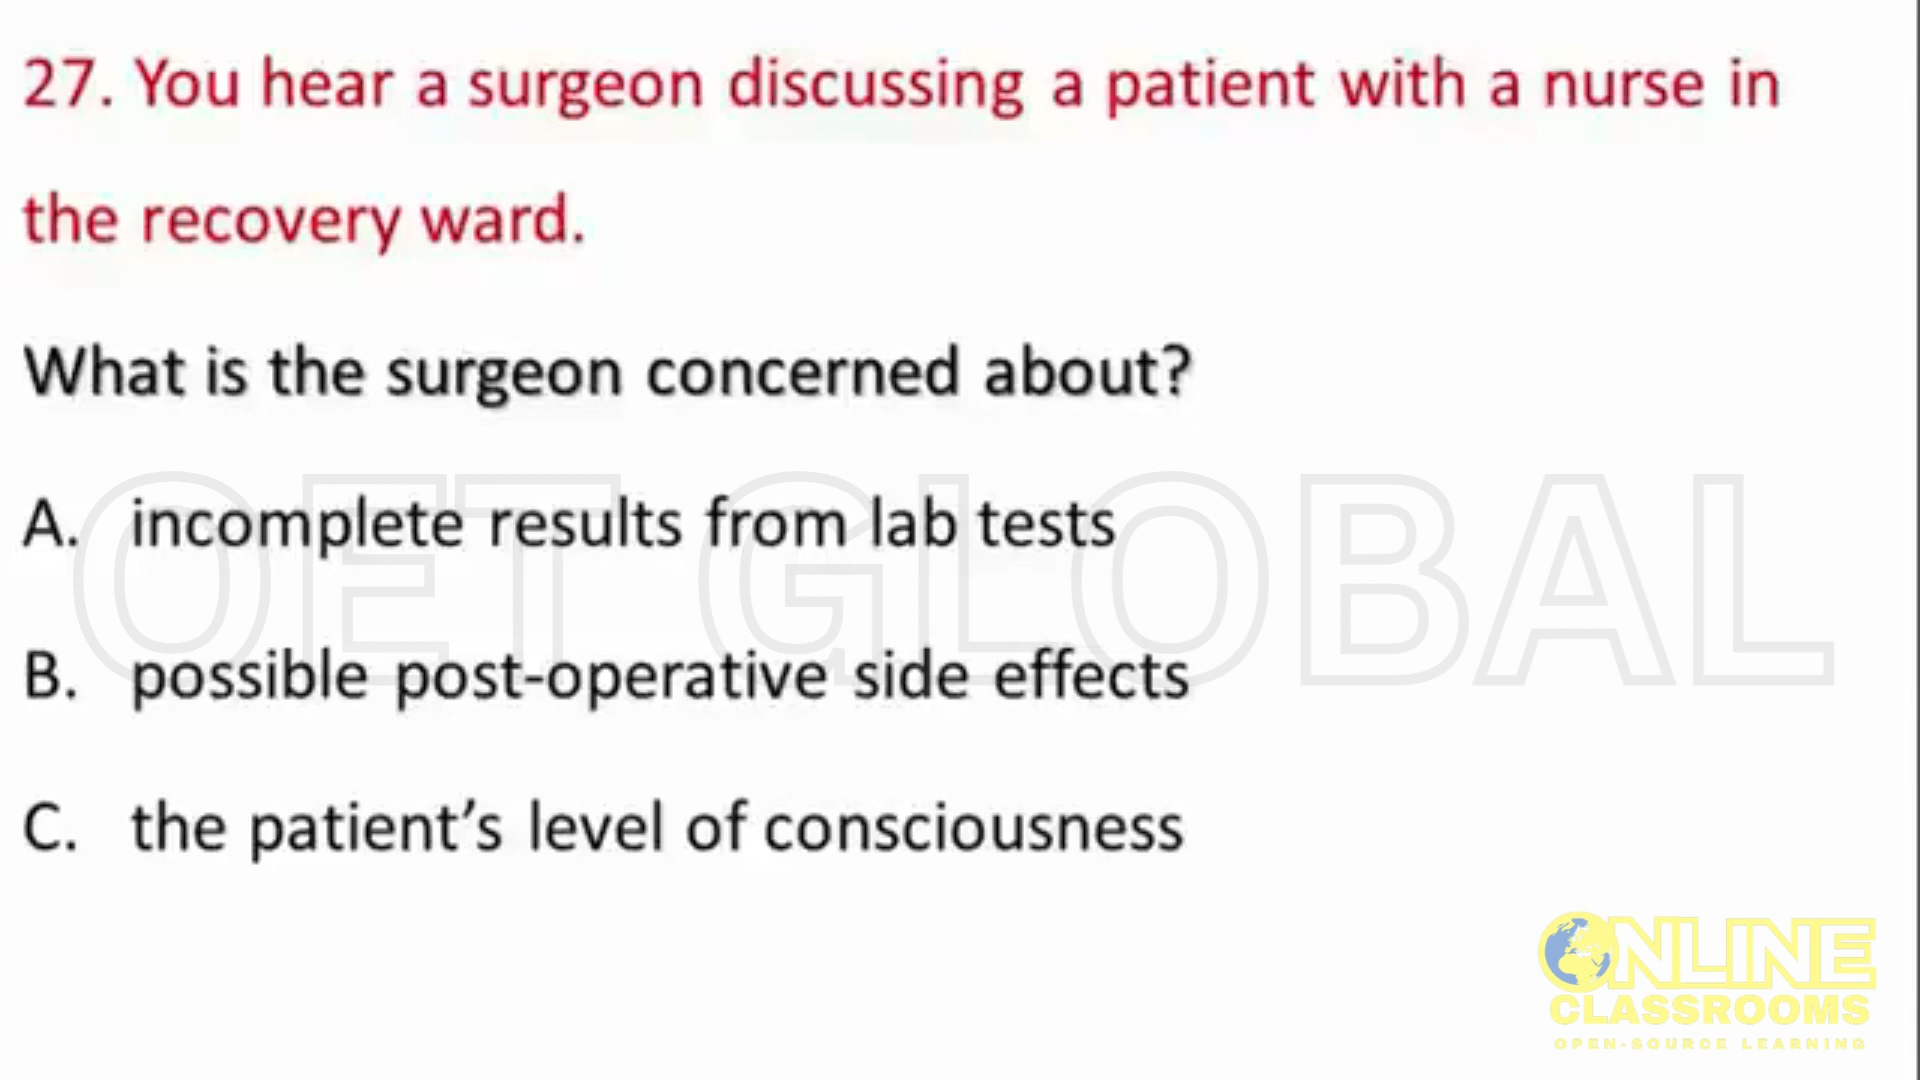 27. You hear a surgeon discussing a patient with a nurse in
the recovery ward.
What is the surgeon concerned about?
A. incomplete results from lab tests
OET GLOBAL
B. possible post-operative side effects
C. the patient’s level of consciousness
ONLINE
CLASSROOMS
OPEN-SOURCE LEARNING